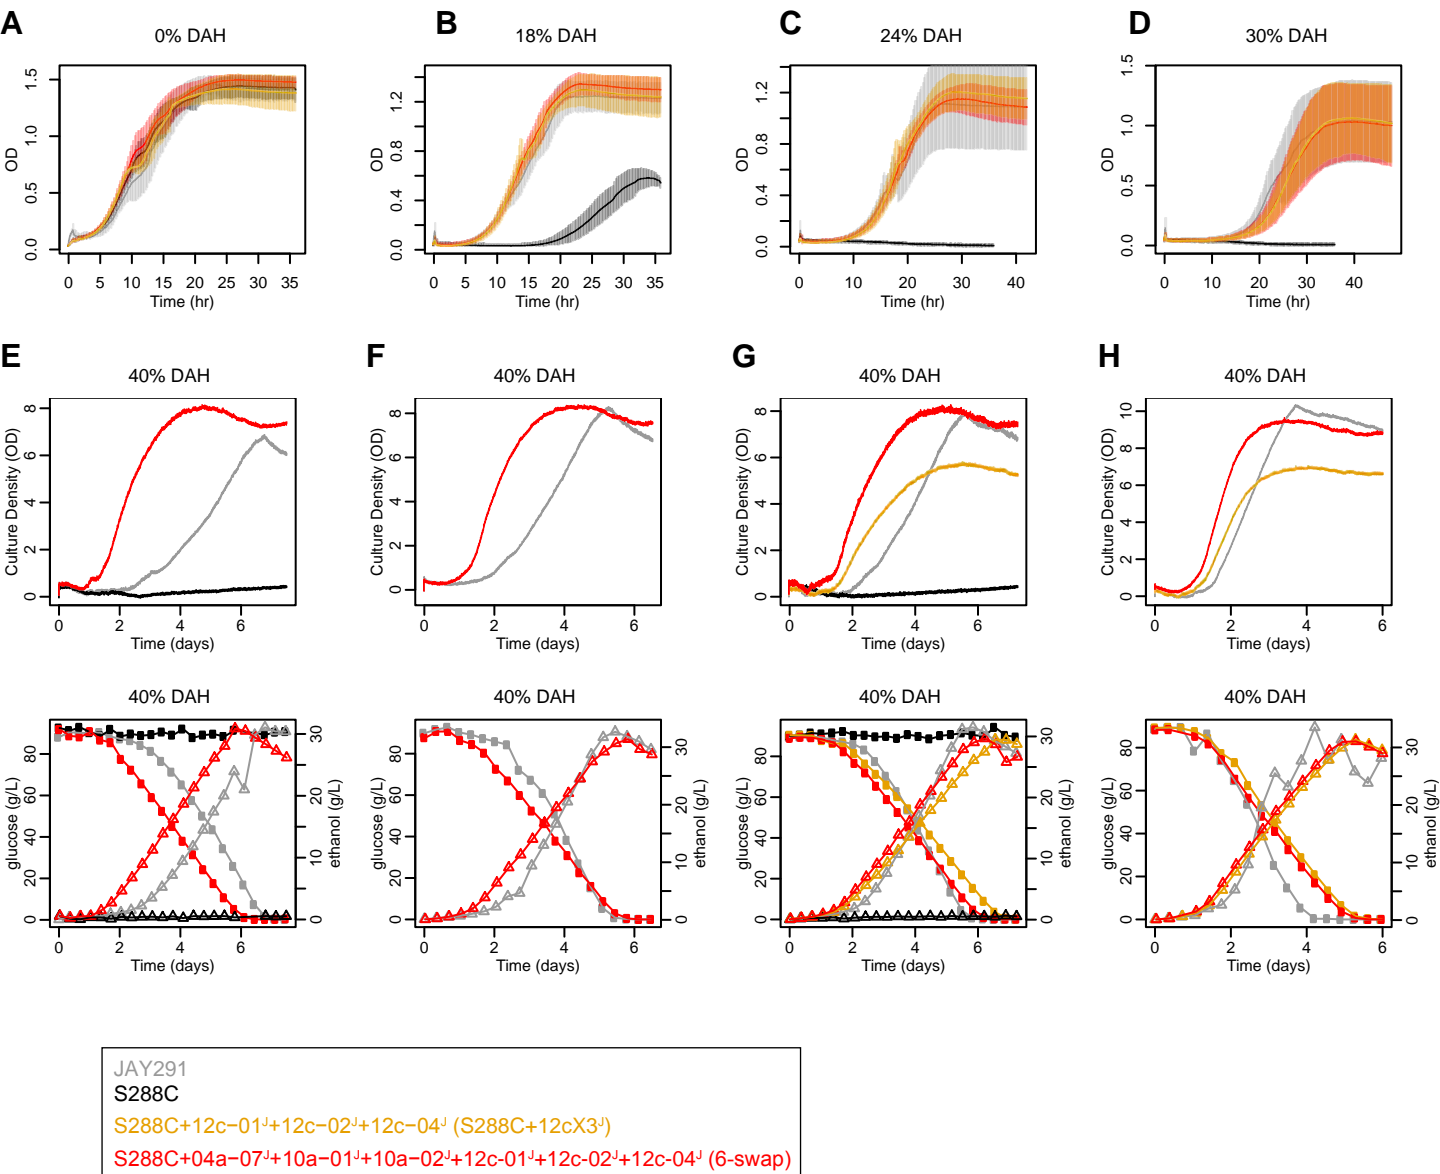 A
B
C
D
0% DAH
18% DAH
24% DAH
30% DAH
OD
0.0 0.5 1.0 1.5
0 5 10 15 20 25 30 35
Time (hr)
OD
0.0 0.4 0.8 1.2
0 5 10 15 20 25 30 35
Time (hr)
OD
0.0 0.4 0.8 1.2
0 10 20 30 40
Time (hr)
OD
0.0 0.5 1.0 1.5
0 10 20 30 40
Time (hr)
E
F
G
H
40% DAH
40% DAH
40% DAH
40% DAH
Culture Density (OD)
0 2 4 6 8
0 2 4 6
Time (days)
Culture Density (OD)
0 2 4 6 8
0 2 4 6
Time (days)
Culture Density (OD)
0 2 4 6 8
0 2 4 6
Time (days)
Culture Density (OD)
0 2 4 6 8 10
0 2 4 6
Time (days)
40% DAH
40% DAH
40% DAH
40% DAH
glucose (g/L)
0 20 40 60 80
0 2 4 6
Time (days)
0 10 20 30
ethanol (g/L)
glucose (g/L)
0 20 40 60 80
0 2 4 6
Time (days)
0 10 20 30
ethanol (g/L)
glucose (g/L)
0 20 40 60 80
0 2 4 6
Time (days)
0 10 20 30
ethanol (g/L)
glucose (g/L)
0 20 40 60 80
0 2 4 6
Time (days)
0 10 20 30
ethanol (g/L)
JAY291
S288C
S288C+12c−01ᴶ+12c−02ᴶ+12c−04ᴶ (S288C+12cX3ᴶ)
S288C+04a−07ᴶ+10a−01ᴶ+10a−02ᴶ+12c-01ᴶ+12c-02ᴶ+12c-04ᴶ (6-swap)